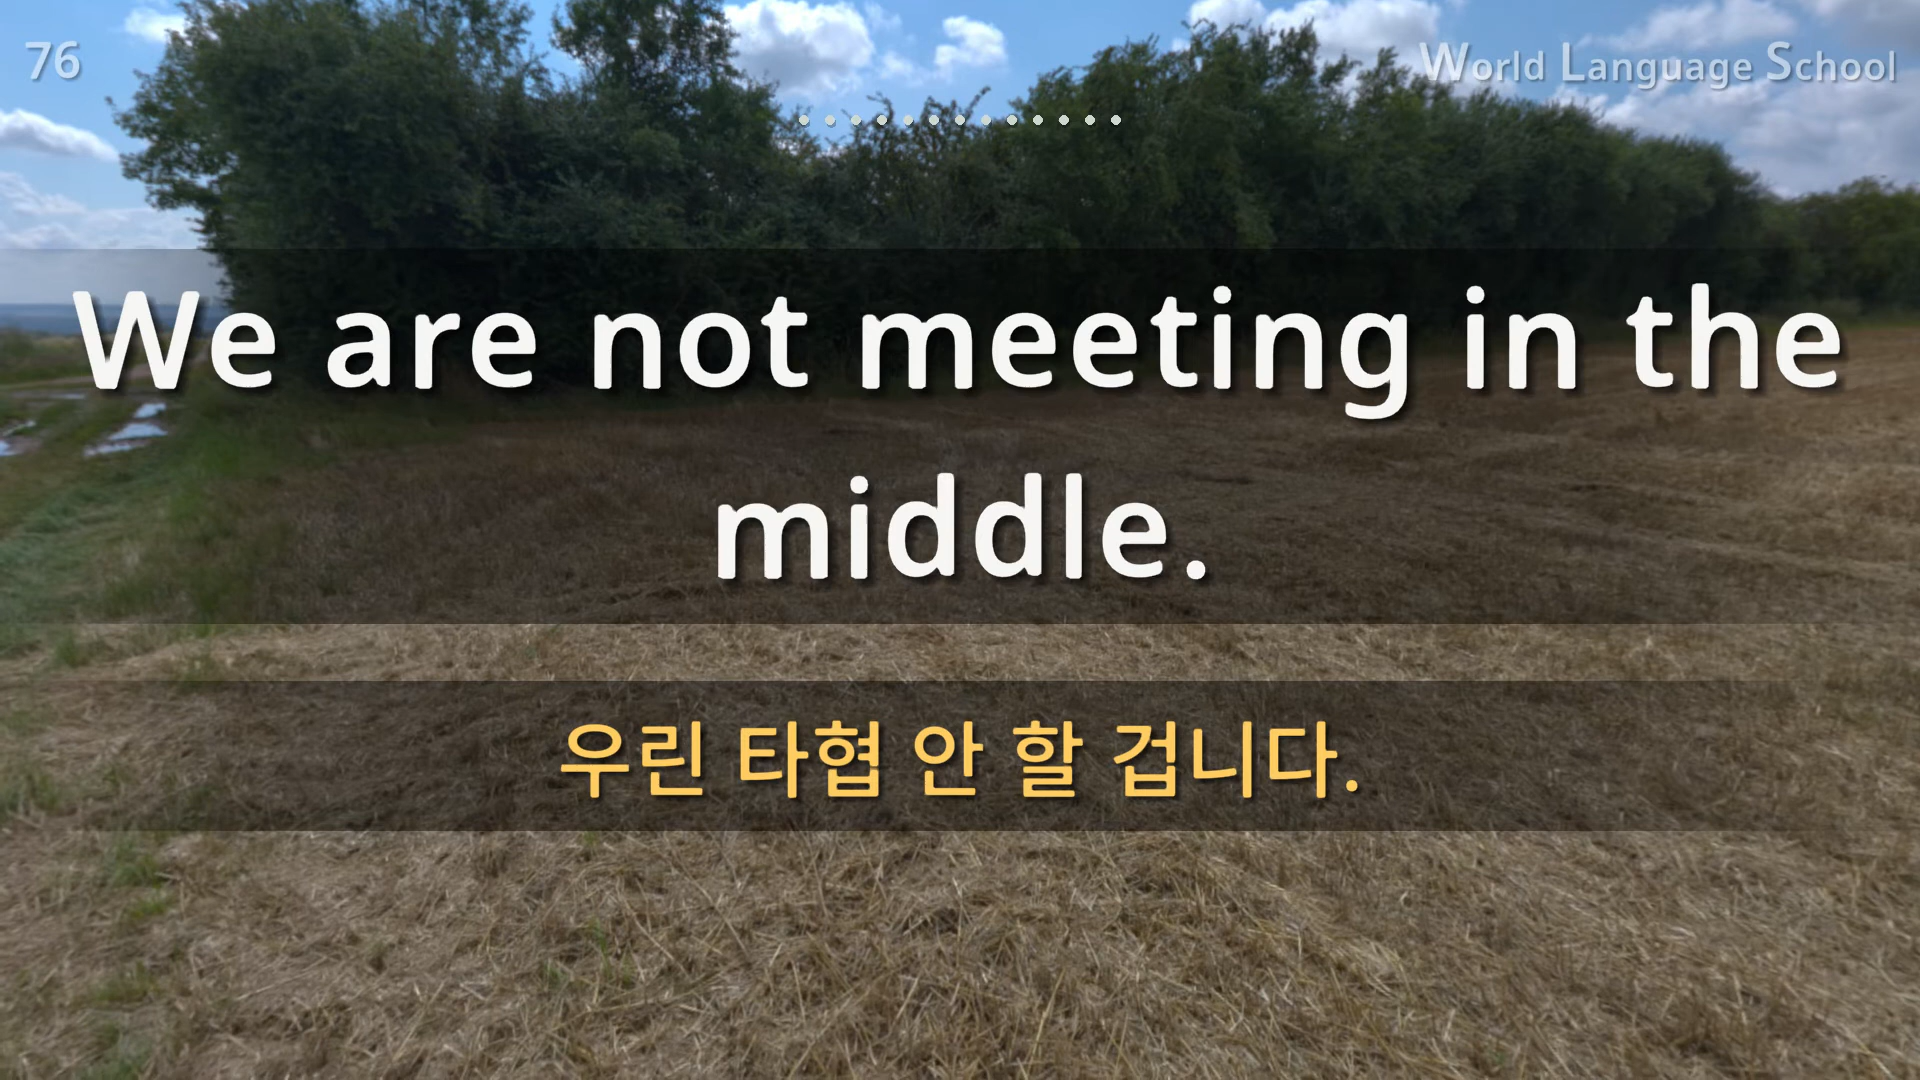 76
World Language School
We are not meeting in the
middle.
우린 타협 안 할 겁니다.